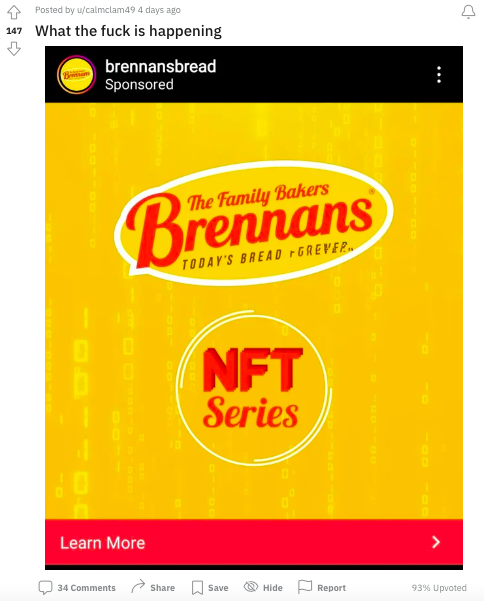 Posted by u/calmclam49 4 days ago
147
What the fuck is happening
brennansbread
Sponsored
The Family Bakers
Brennans®
TODAY'S BREAD FOREVER..
NFT
Series
Learn More
34 Comments Share Save Hide Report 93% Upvoted